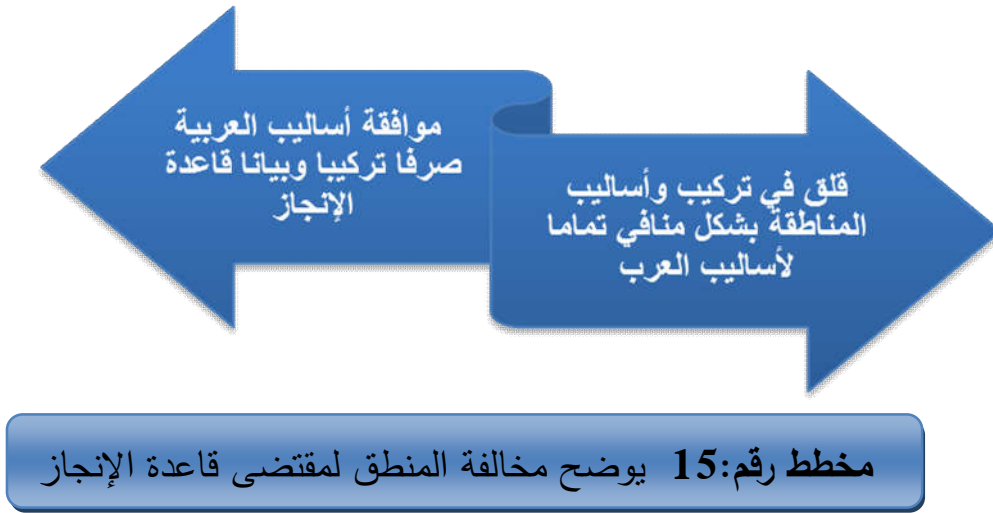 موافقة أساليب العربية
صرفا تركيبا وبيانا قاعدة
الإنجاز
قلق في تركيب وأساليب
المناطقة بشكل منافي تماما
لأساليب العرب
مخطط رقم:15 يوضح مخالفة المنطق لمقتضى قاعدة الإنجاز